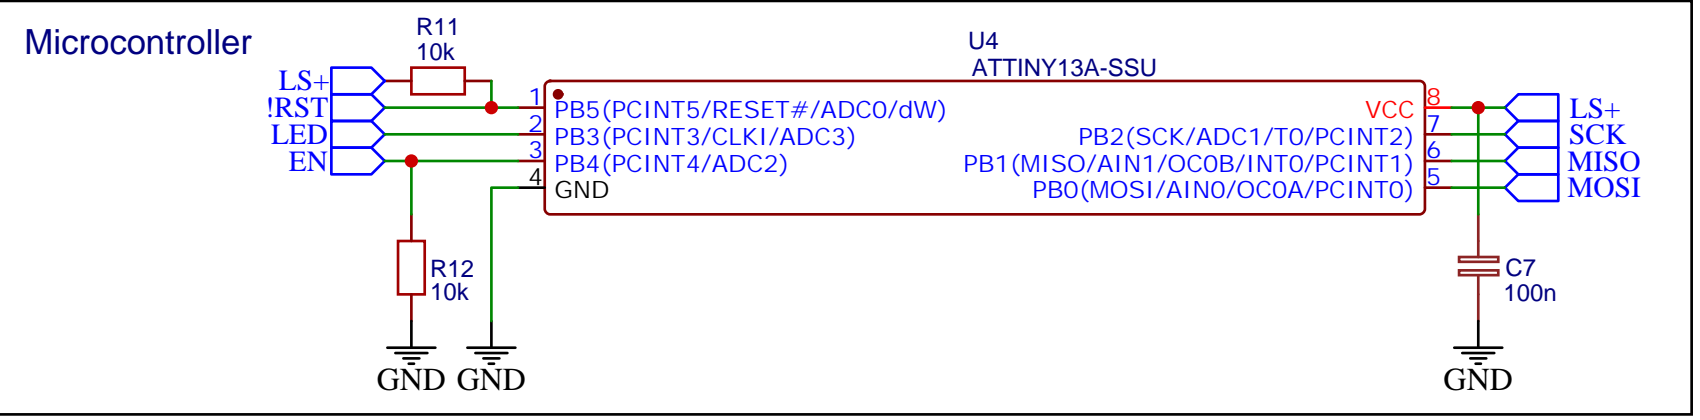 Microcontroller
R11
10k
LS+
!RST
LED
EN
U4
ATTINY13A-SSU
1
PB5(PCINT5/RESET#/ADC0/dW)
2
PB3(PCINT3/CLKI/ADC3)
3
PB4(PCINT4/ADC2)
4
GND
8
VCC
7
PB2(SCK/ADC1/T0/PCINT2)
6
PB1(MISO/AIN1/OC0B/INT0/PCINT1)
5
PB0(MOSI/AIN0/OC0A/PCINT0)
LS+
SCK
MISO
MOSI
R12
10k
C7
100n
GND
GND
GND